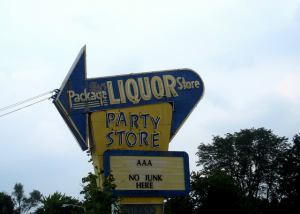 Package LIQUOR Store
PARTY
STORE
AAA
NO JUNK
HERE